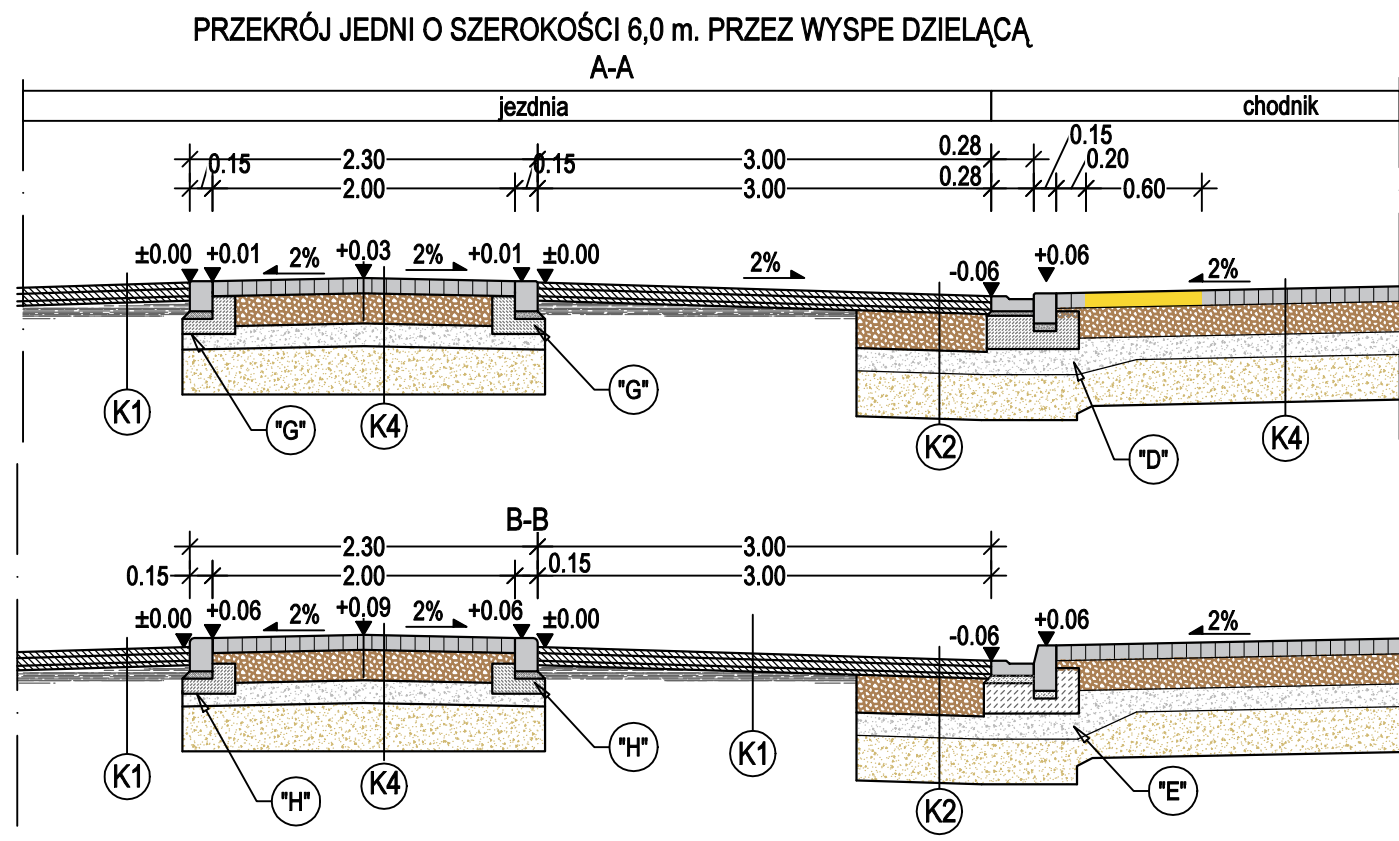 PRZEKRÓJ JEDNI O SZEROKOŚCI 6,0 m. PRZEZ WYSPE DZIELĄCĄ
A-A
jezdnia chodnik
0.15 2.30 0.15 3.00 0.28 0.15 0.20
2.00 3.00 0.28 0.60
±0.00 +0.01 2% +0.03 2% +0.01 ±0.00 2% -0.06 +0.06 2%
K1 "G" K4 "G" K2 "D" K4
B-B
2.30 3.00
0.15 2.00 0.15 3.00
±0.00 +0.06 2% +0.09 2% +0.06 ±0.00 -0.06 +0.06 2%
K1 "H" K4 "H" K1 K2 "E"